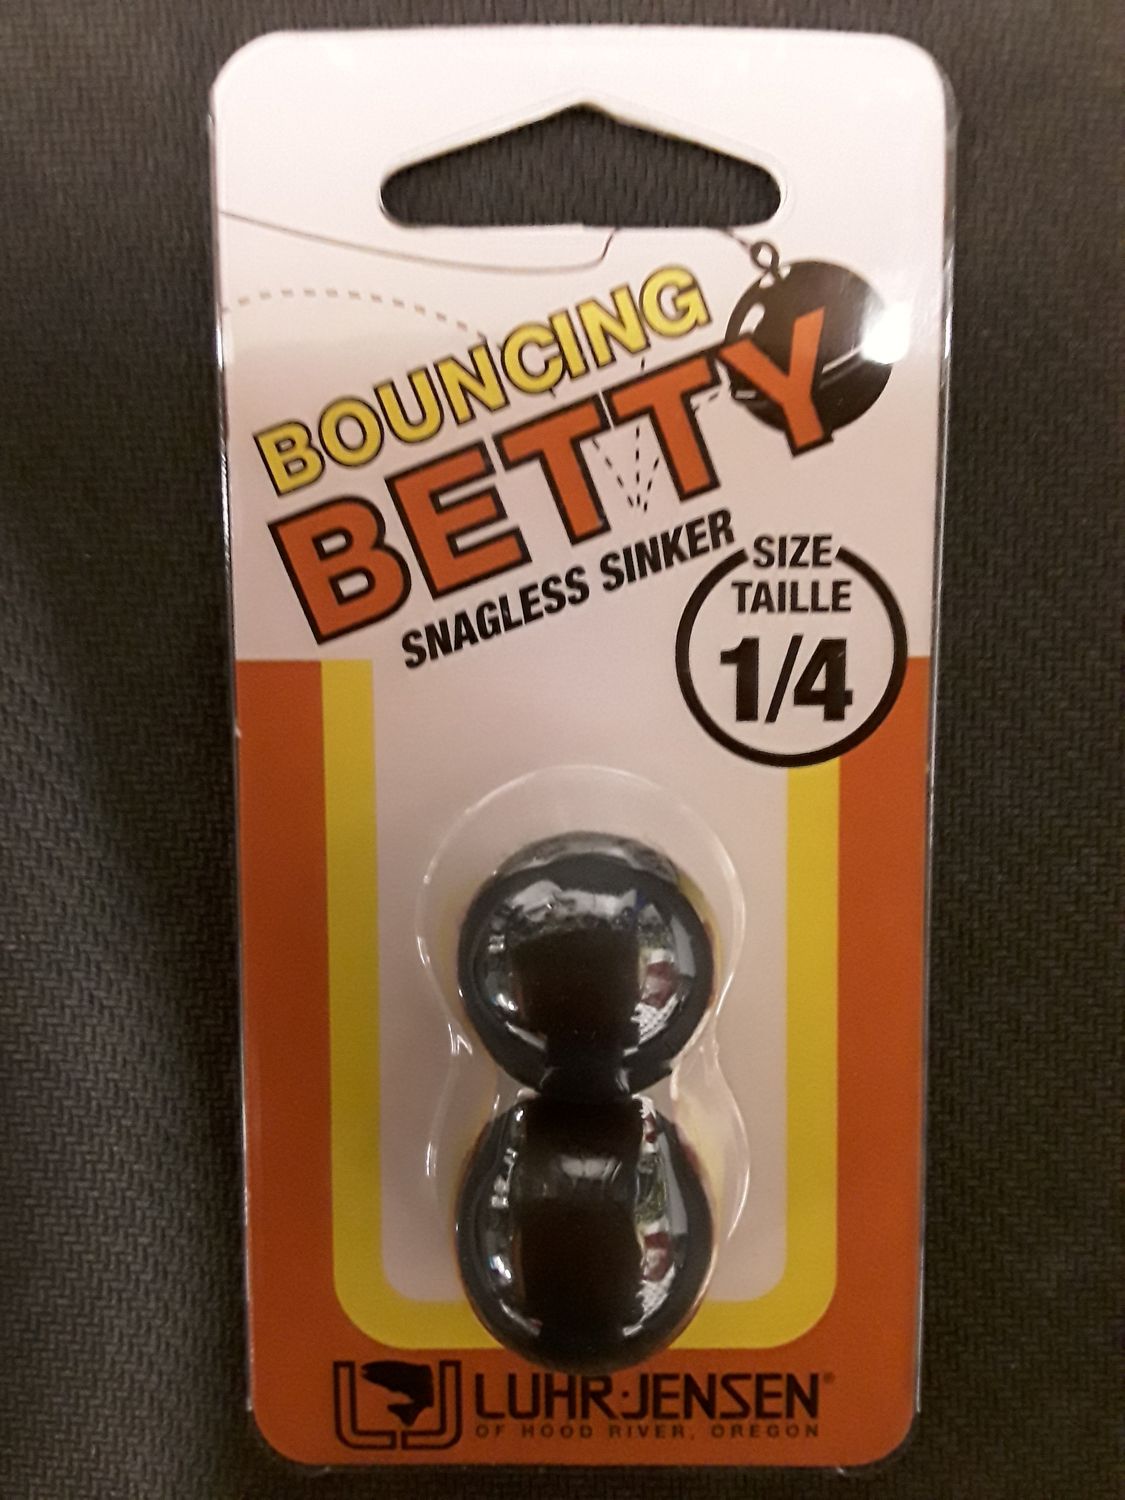 BOUNCING
BETTY
SNAGLESS SINKER
SIZE
TAILLE
1/4
LUHR·JENSEN®
OF HOOD RIVER, OREGON